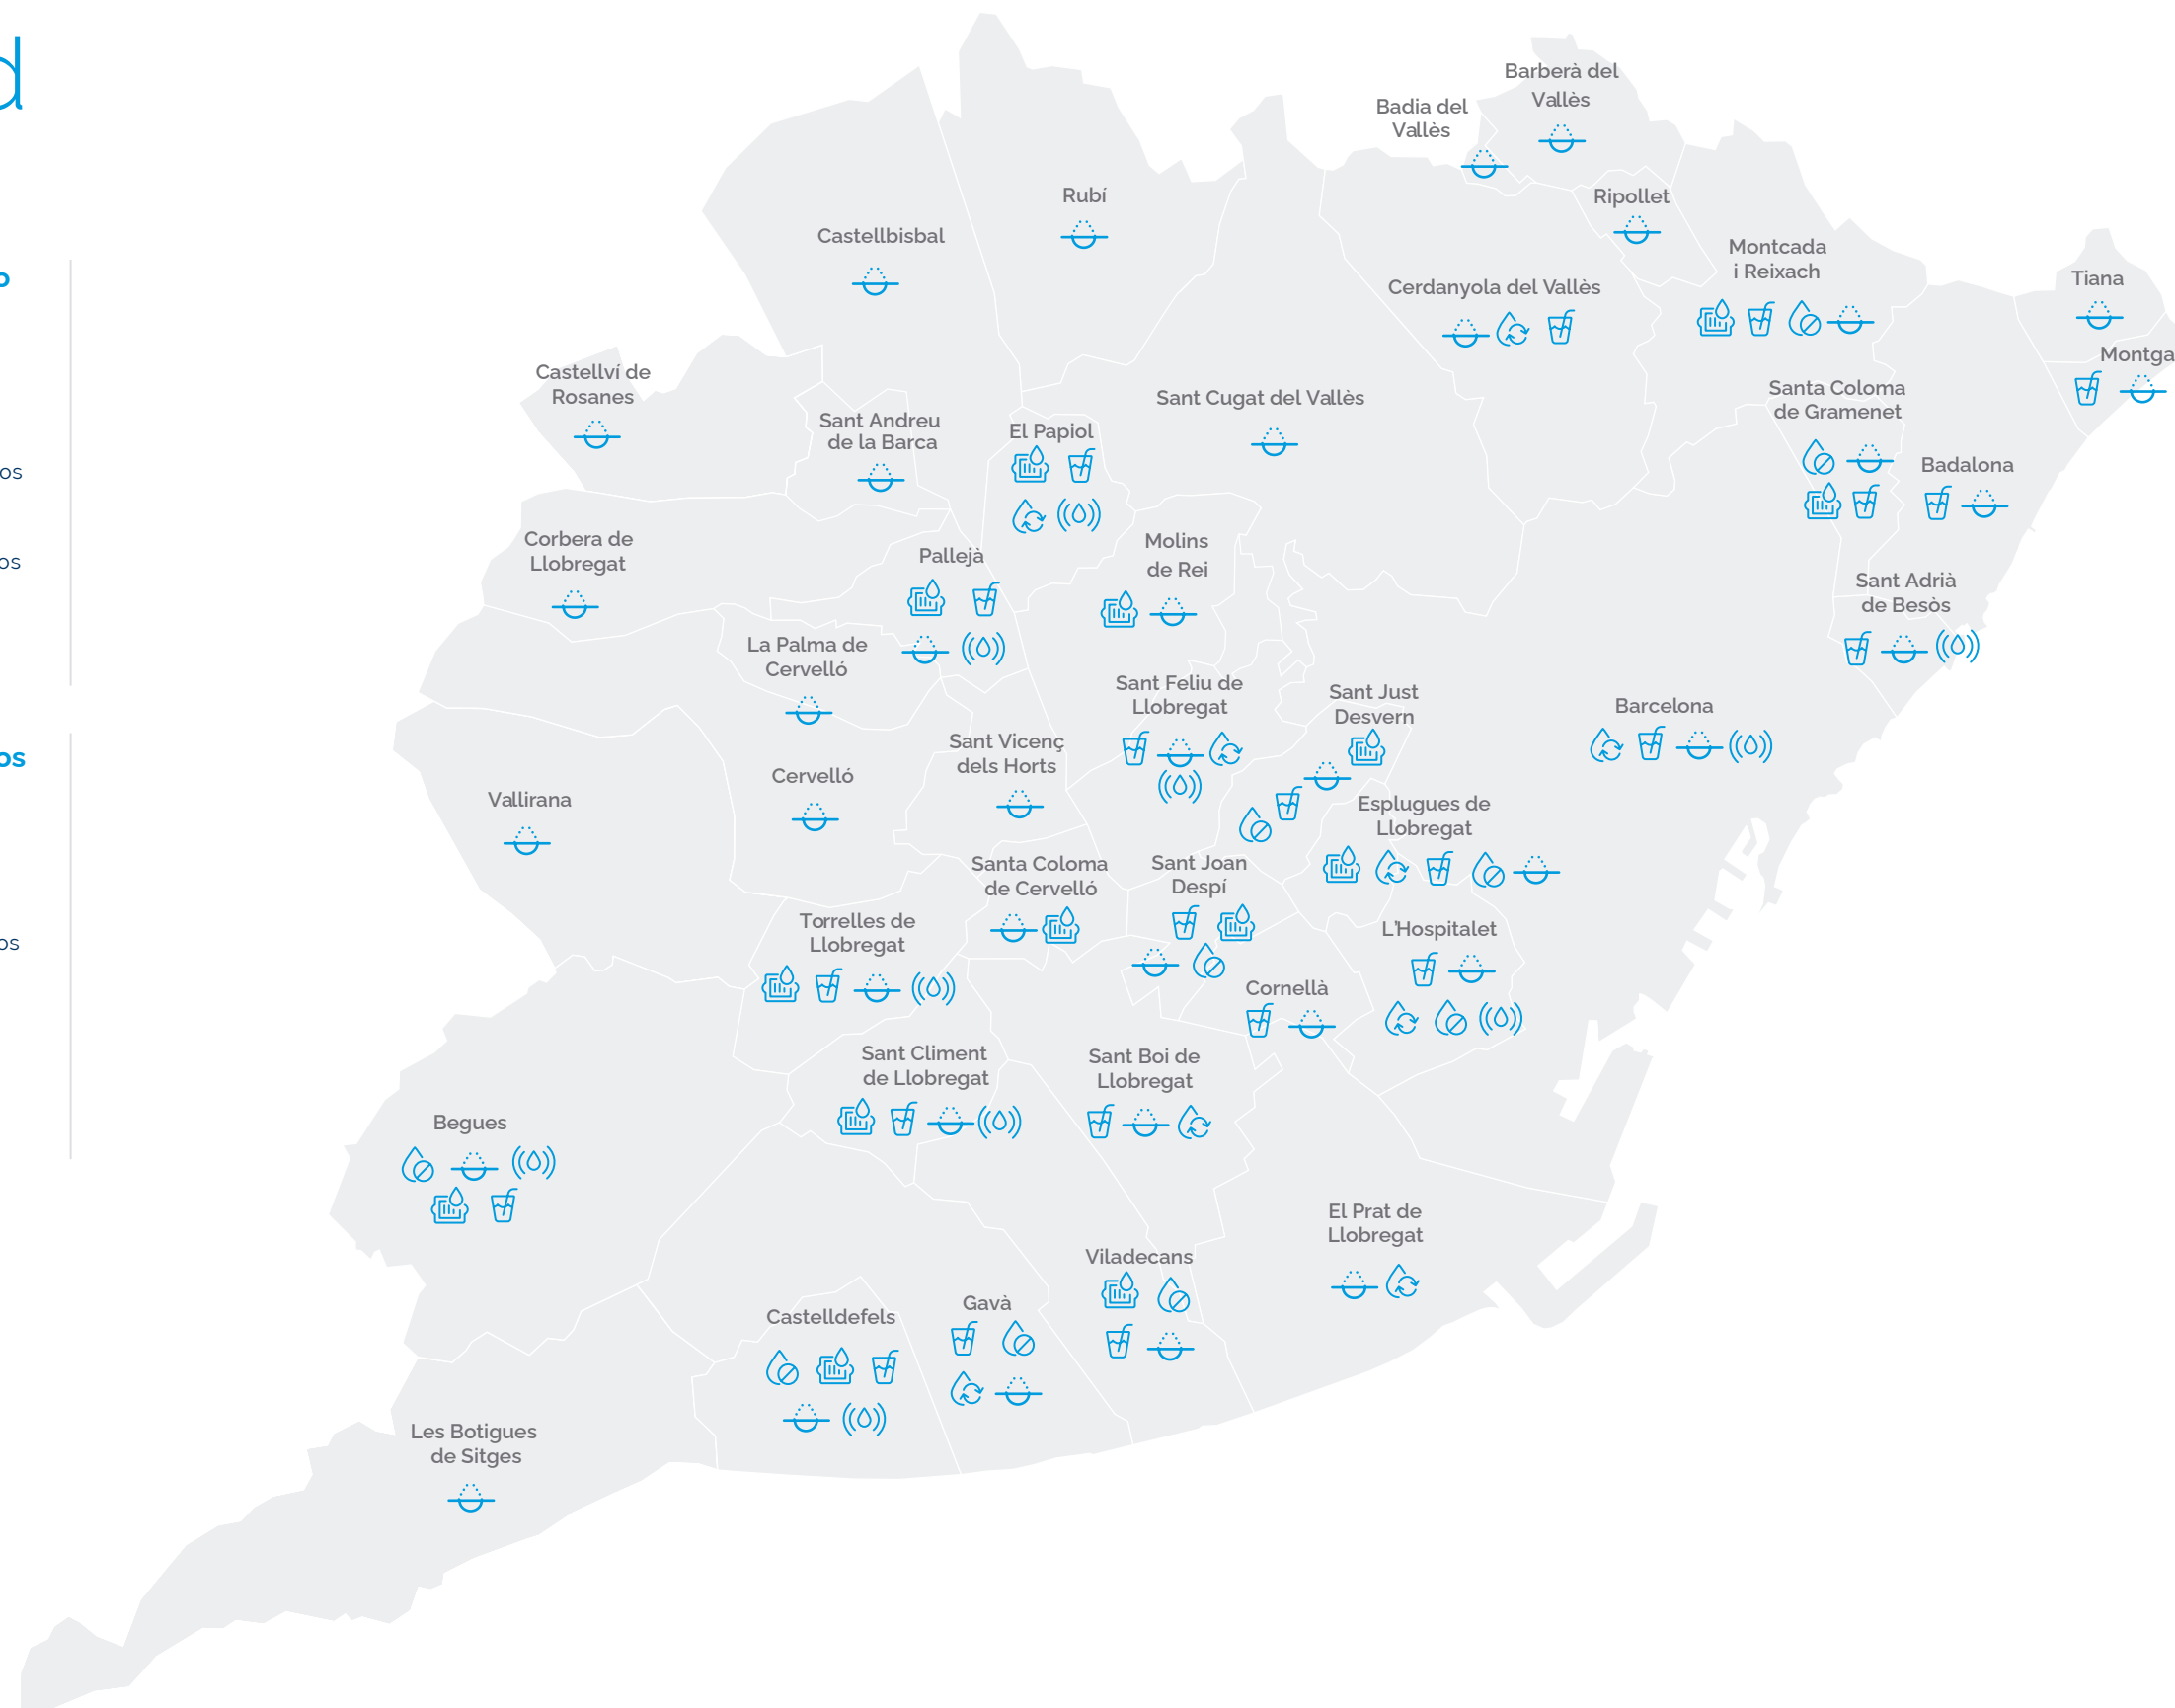 d
o
os
os
os
os
Barberà del
Vallès
Badia del
Vallès
Rubí
Ripollet
Castellbisbal
Montcada
i Reixach
Tiana
Cerdanyola del Vallès
Montga
Castellví de
Rosanes
Santa Coloma
de Gramenet
Sant Cugat del Vallès
Sant Andreu
de la Barca
El Papiol
Badalona
Corbera de
Llobregat
Molins
de Rei
Pallejà
Sant Adrià
de Besòs
La Palma de
Cervelló
Sant Feliu de
Llobregat
Sant Just
Desvern
Barcelona
Sant Vicenç
dels Horts
Cervelló
Vallirana
Esplugues de
Llobregat
Santa Coloma
de Cervelló
Sant Joan
Despí
Torrelles de
Llobregat
L'Hospitalet
Cornellà
Sant Climent
de Llobregat
Sant Boi de
Llobregat
Begues
El Prat de
Llobregat
Viladecans
Gavà
Castelldefels
Les Botigues
de Sitges